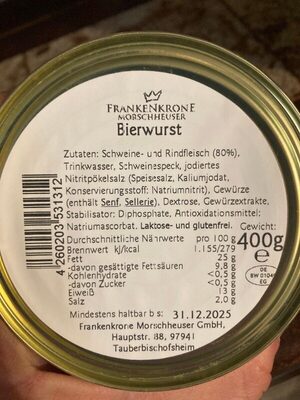 FRANKENKRONE
MORSCHHEUSER
Bierwurst
Zutaten: Schweine- und Rindfleisch (80%),
Trinkwasser, Schweinespeck, jodiertes
Nitritpökelsalz (Speisesalz, Kaliumjodat,
Konservierungsstoff: Natriumnitrit), Gewürze
(enthält Senf, Sellerie), Dextrose, Gewürzextrakte,
Stabilisator: Diphosphate, Antioxidationsmittel:
Natriumascorbat. Laktose- und glutenfrei. Gewicht:
Durchschnittliche Nährwerte pro 100 g 400g
Brennwert kj/kcal 1.155/279
Fett 25 g
-davon gesättigte Fettsäuren 9,8 g
Kohlenhydrate <0,5 g
-davon Zucker <0,5 g
Eiweiß 13 g
Salz 2,0 g
e
DE
BW 01049
EG
Mindestens haltbar bis: 31.12.2025
Frankenkrone Morschheuser GmbH,
Hauptstr. 88, 97941
Tauberbischofsheim
4260203531312